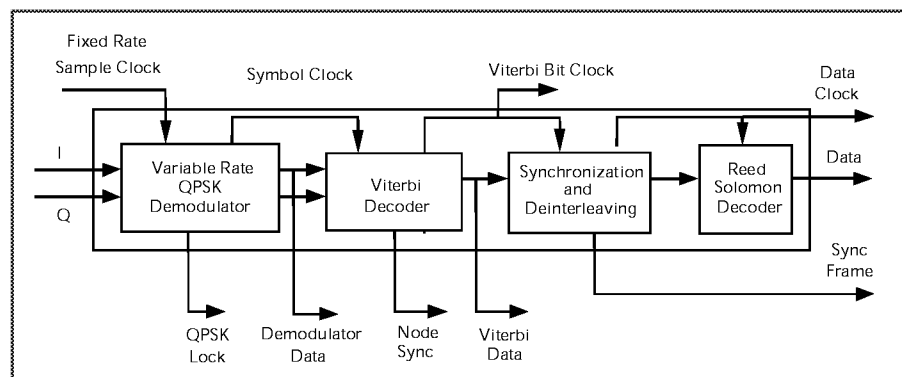 Fixed Rate
Sample Clock
Symbol Clock
Viterbi Bit Clock
Data
Clock
I
Q
Variable Rate
QPSK
Demodulator
Viterbi
Decoder
Synchronization
and
Deinterleaving
Reed
Solomon
Decoder
Data
Sync
Frame
QPSK
Lock
Demodulator
Data
Node
Sync
Viterbi
Data